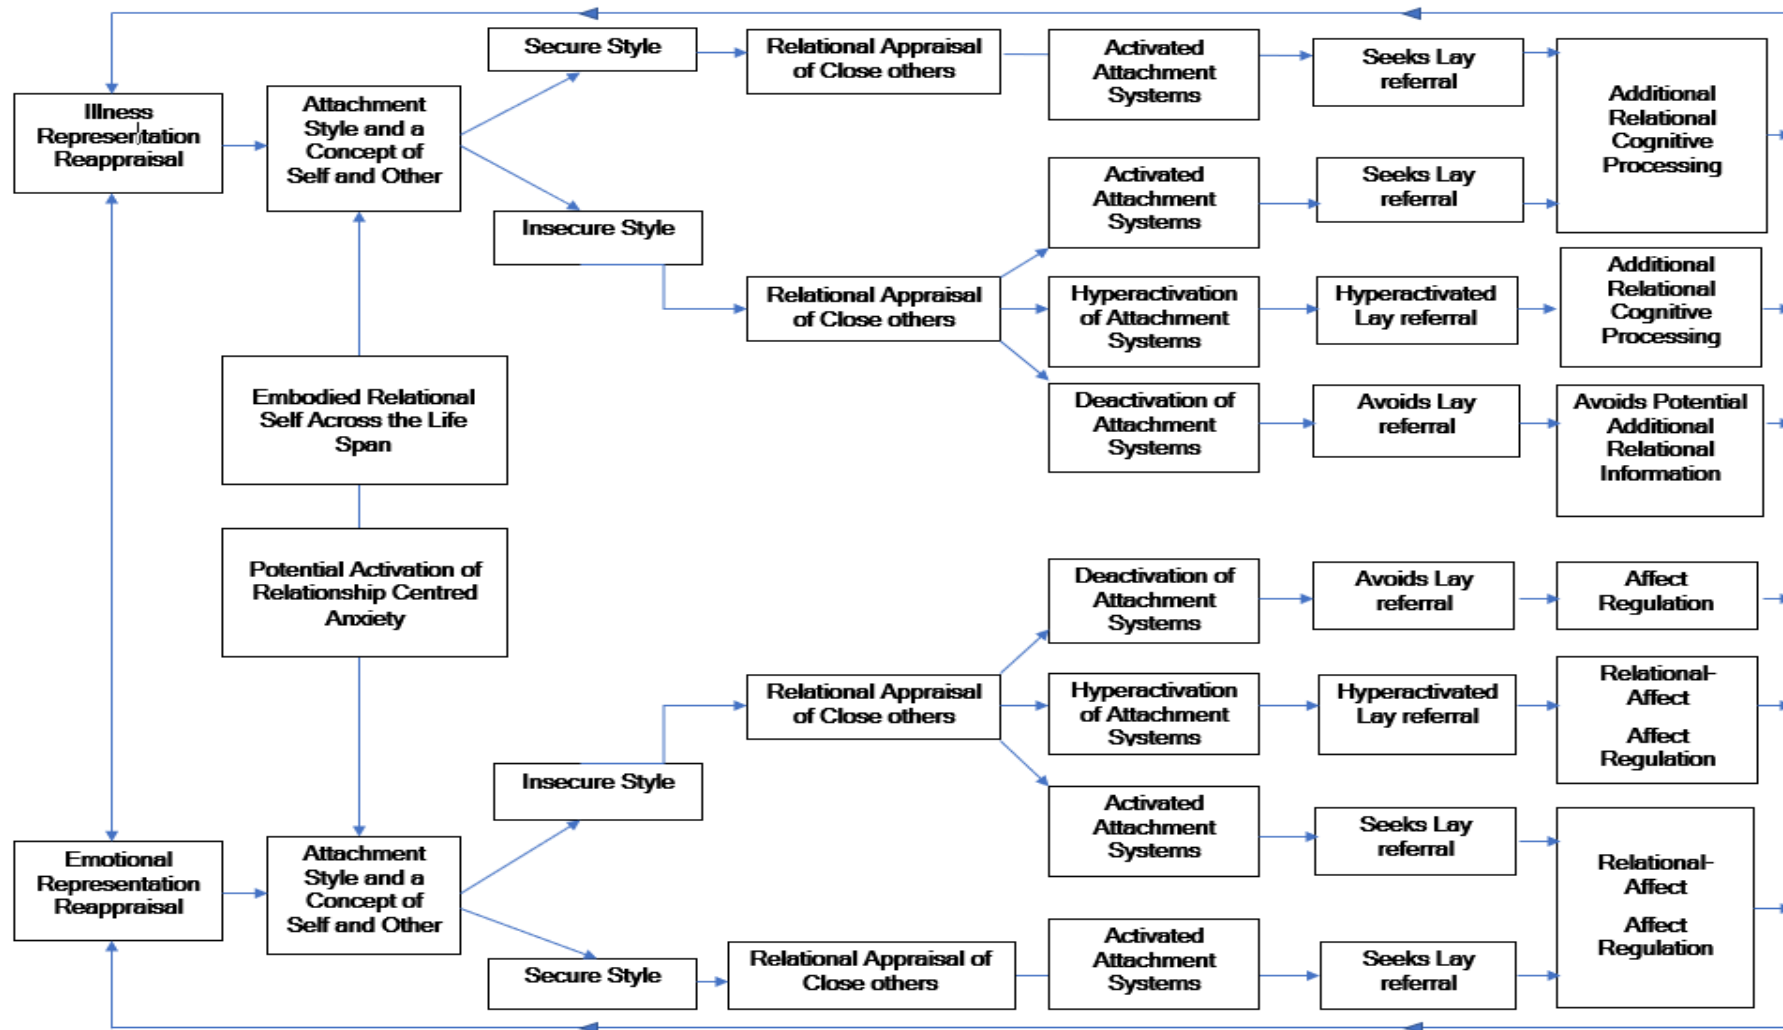 Secure Style
Relational Appraisal
of Close others
Activated
Attachment
Systems
Seeks Lay
referral
Additional
Relational
Cognitive
Processing
Illness
Representation
Reappraisal
Attachment
Style and a
Concept of
Self and Other
Insecure Style
Activated
Attachment
Systems
Seeks Lay
referral
Relational Appraisal
of Close others
Hyperactivation
of Attachment
Systems
Hyperactivated
Lay referral
Additional
Relational
Cognitive
Processing
Embodied Relational
Self Across the Life
Span
Deactivation of
Attachment
Systems
Avoids Lay
referral
Avoids Potential
Additional
Relational
Information
Potential Activation of
Relationship Centred
Anxiety
Deactivation of
Attachment
Systems
Avoids Lay
referral
Affect
Regulation
Relational Appraisal
of Close others
Hyperactivation
of Attachment
Systems
Hyperactivated
Lay referral
Relational-
Affect
Affect
Regulation
Insecure Style
Activated
Attachment
Systems
Seeks Lay
referral
Relational-
Affect
Affect
Regulation
Emotional
Representation
Reappraisal
Attachment
Style and a
Concept of
Self and Other
Secure Style
Relational Appraisal of
Close others
Activated
Attachment
Systems
Seeks Lay
referral